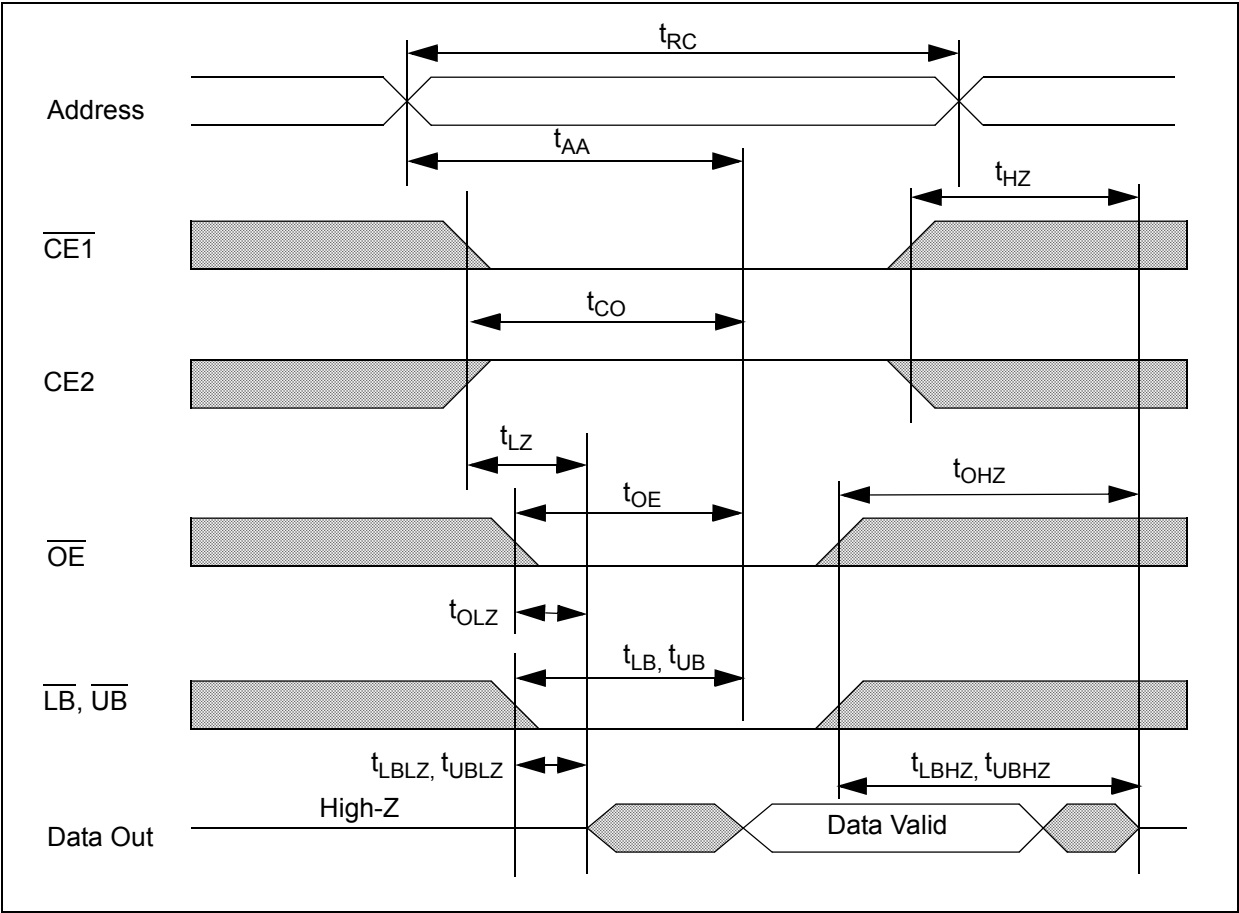 tRC
Address
tAA
tHZ
CE1
tCO
CE2
tLZ
tOHZ
tOE
OE
tOLZ
tLB, tUB
LB, UB
tLBLZ, tUBLZ
tLBHZ, tUBHZ
High-Z
Data Valid
Data Out